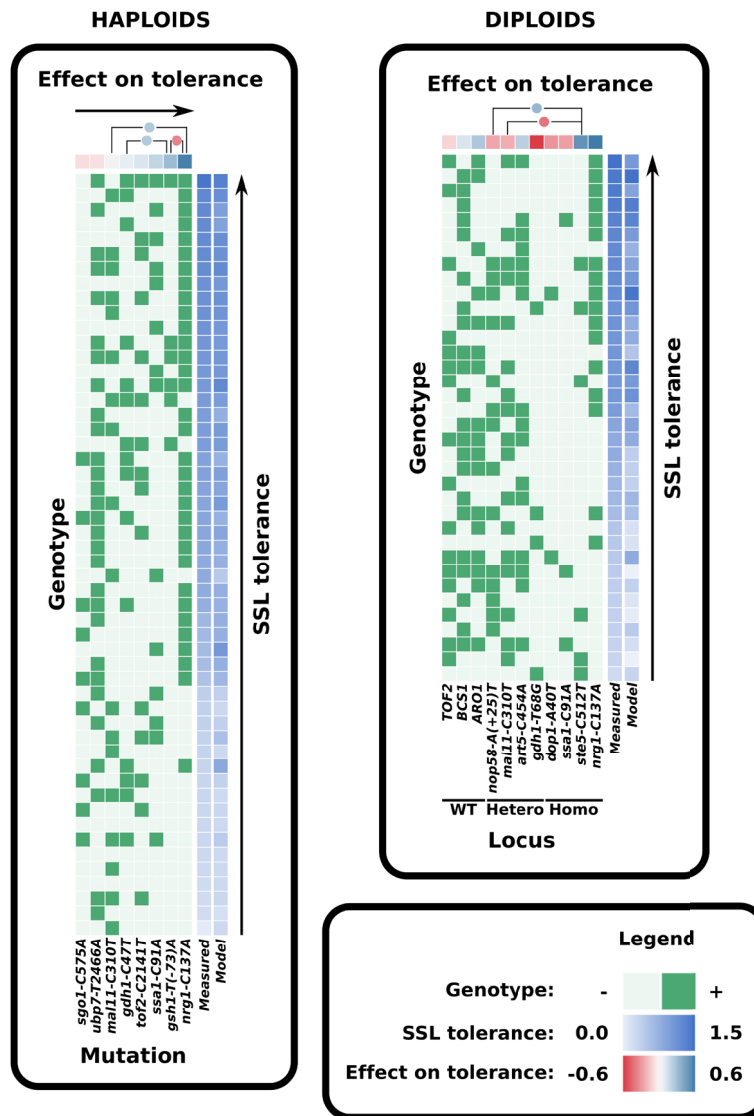 HAPLOIDS
Effect on tolerance
Genotype
SSL tolerance
sgo1-C575A
ubp7-T2466A
mal11-C310T
gdh1-C47T
tof2-C2141T
ssa1-C91A
gsh1-T(-73)A
nrg1-C137A
Measured
Model
Mutation
DIPLOIDS
Effect on tolerance
Genotype
SSL tolerance
TOF2
BCS1
ARO1
nop58-A(+25)T
mal11-C310T
art5-C454A
gdh1-T68G
dop1-A40T
ssa1-C91A
ste5-C512T
nrg1-C137A
Measured
Model
WT Hetero Homo
Locus
Legend
Genotype: - +
SSL tolerance: 0.0 1.5
Effect on tolerance: -0.6 0.6